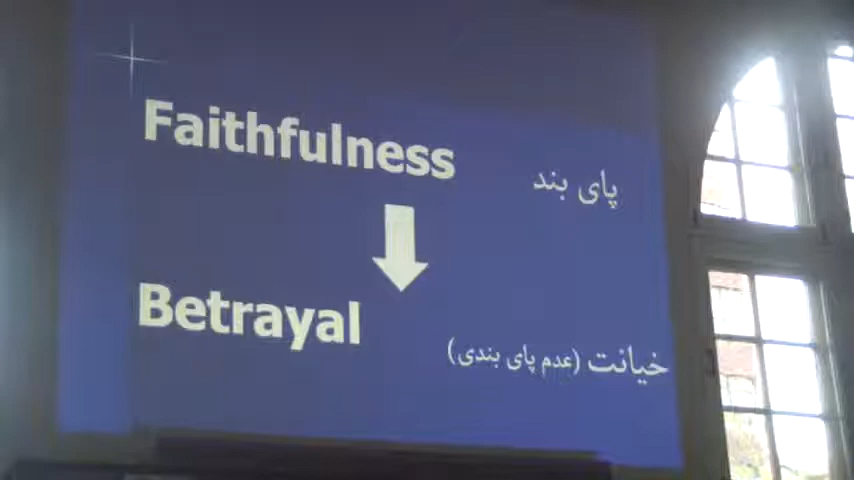 Faithfulness
پای بند
Betrayal
خیانت (عدم پای بندی)